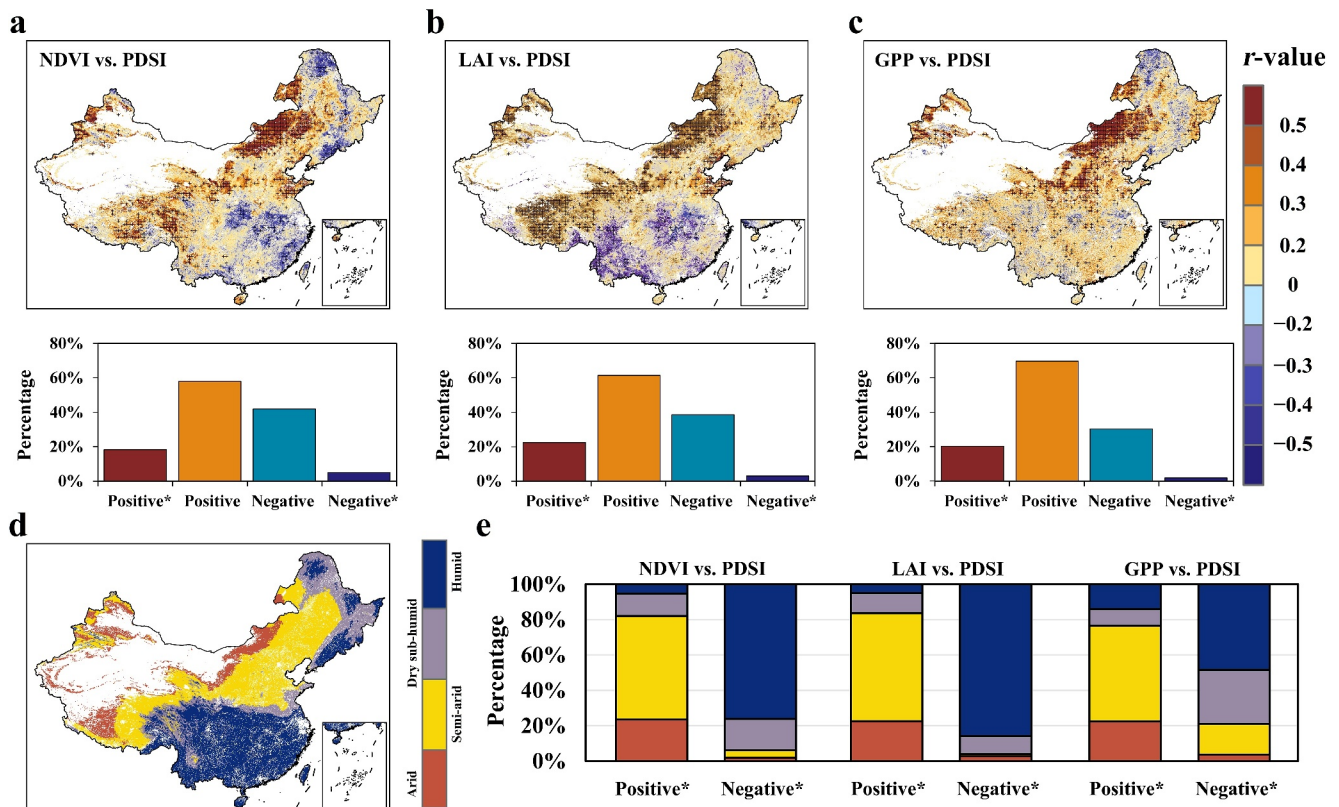 a
b
c
NDVI vs. PDSI
LAI vs. PDSI
GPP vs. PDSI
r-value
0.5
0.4
0.3
0.2
0
−0.2
−0.3
−0.4
−0.5
Percentage
80%
60%
40%
20%
0%
Positive* Positive Negative Negative*
Percentage
80%
60%
40%
20%
0%
Positive* Positive Negative Negative*
Percentage
80%
60%
40%
20%
0%
Positive* Positive Negative Negative*
d
Humid
Dry sub-humid
Semi-arid
Arid
e
NDVI vs. PDSI LAI vs. PDSI GPP vs. PDSI
Percentage
100%
80%
60%
40%
20%
0%
Positive* Negative* Positive* Negative* Positive* Negative*